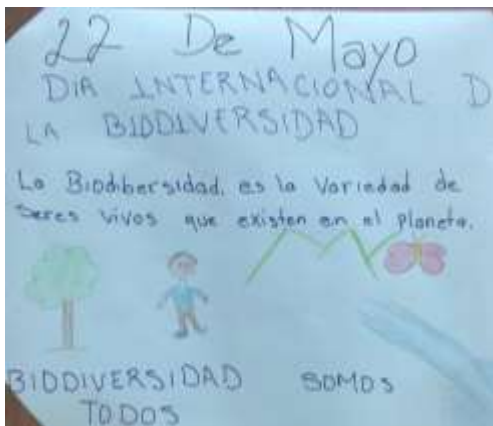 22 De Mayo
DIA INTERNACIONAL D
LA BIODIVERSIDAD
La Biodibersidad, es la Variedad de
seres vivos que existen en el Planeta.
BIODIVERSIDAD SOMOS
TODOS